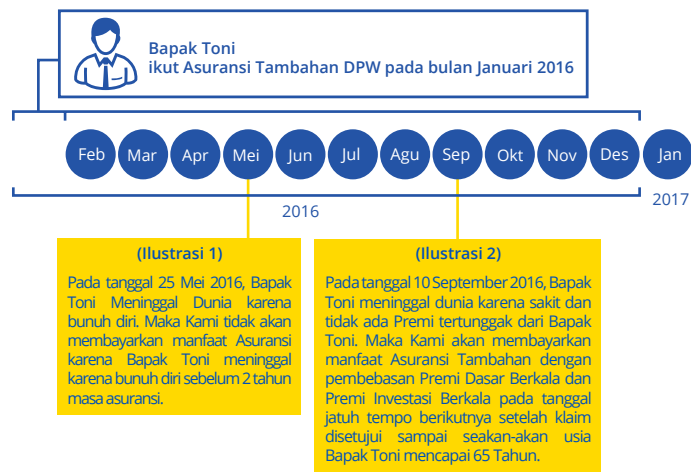 Bapak Toni
ikut Asuransi Tambahan DPW pada bulan Januari 2016
Feb Mar Apr Mei Jun Jul Agu Sep Okt Nov Des Jan
2016
2017
(Ilustrasi 1)
Pada tanggal 25 Mei 2016, Bapak
Toni Meninggal Dunia karena
bunuh diri. Maka Kami tidak akan
membayarkan manfaat Asuransi
karena Bapak Toni meninggal
karena bunuh diri sebelum 2 tahun
masa asuransi.
(Ilustrasi 2)
Pada tanggal 10 September 2016, Bapak
Toni meninggal dunia karena sakit dan
tidak ada Premi tertunggak dari Bapak
Toni. Maka Kami akan membayarkan
manfaat Asuransi Tambahan dengan
pembebasan Premi Dasar Berkala dan
Premi Investasi Berkala pada tanggal
jatuh tempo berikutnya setelah klaim
disetujui sampai seakan-akan usia
Bapak Toni mencapai 65 Tahun.